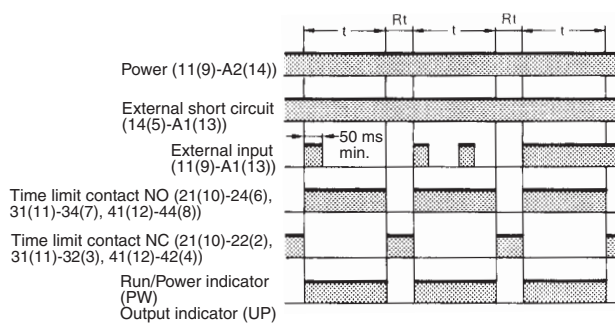 t Rt t Rt t
Power (11(9)-A2(14))
External short circuit
(14(5)-A1(13))
50 ms
min.
External input
(11(9)-A1(13))
Time limit contact NO (21(10)-24(6),
31(11)-34(7), 41(12)-44(8))
Time limit contact NC (21(10)-22(2),
31(11)-32(3), 41(12)-42(4))
Run/Power indicator
(PW)
Output indicator (UP)